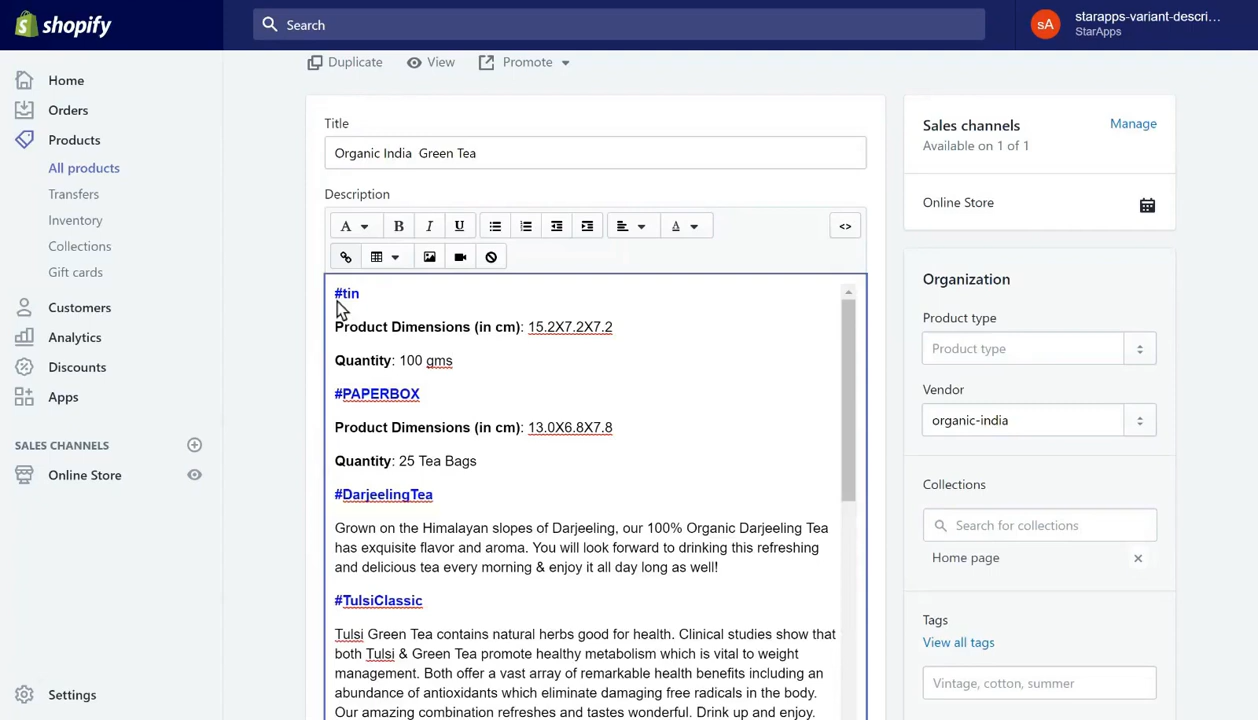 shopify
Search
sA
starapps-variant-descri...
StarApps
Home
Orders
Products
All products
Transfers
Inventory
Collections
Gift cards
Customers
Analytics
Discounts
Apps
SALES CHANNELS
Online Store
Settings
Duplicate
View
Promote
Title
Organic India  Green Tea
Description
A
B
I
U
A
<>
#tin
Product Dimensions (in cm): 15.2X7.2X7.2
Quantity: 100 gms
#PAPERBOX
Product Dimensions (in cm): 13.0X6.8X7.8
Quantity: 25 Tea Bags
#DarjeelingTea
Grown on the Himalayan slopes of Darjeeling, our 100% Organic Darjeeling Tea
has exquisite flavor and aroma. You will look forward to drinking this refreshing
and delicious tea every morning & enjoy it all day long as well!
#TulsiClassic
Tulsi Green Tea contains natural herbs good for health. Clinical studies show that
both Tulsi & Green Tea promote healthy metabolism which is vital to weight
management. Both offer a vast array of remarkable health benefits including an
abundance of antioxidants which eliminate damaging free radicals in the body.
Our amazing combination refreshes and tastes wonderful. Drink up and enjoy.
Sales channels
Manage
Available on 1 of 1
Online Store
Organization
Product type
Product type
Vendor
organic-india
Collections
Search for collections
Home page
Tags
View all tags
Vintage, cotton, summer